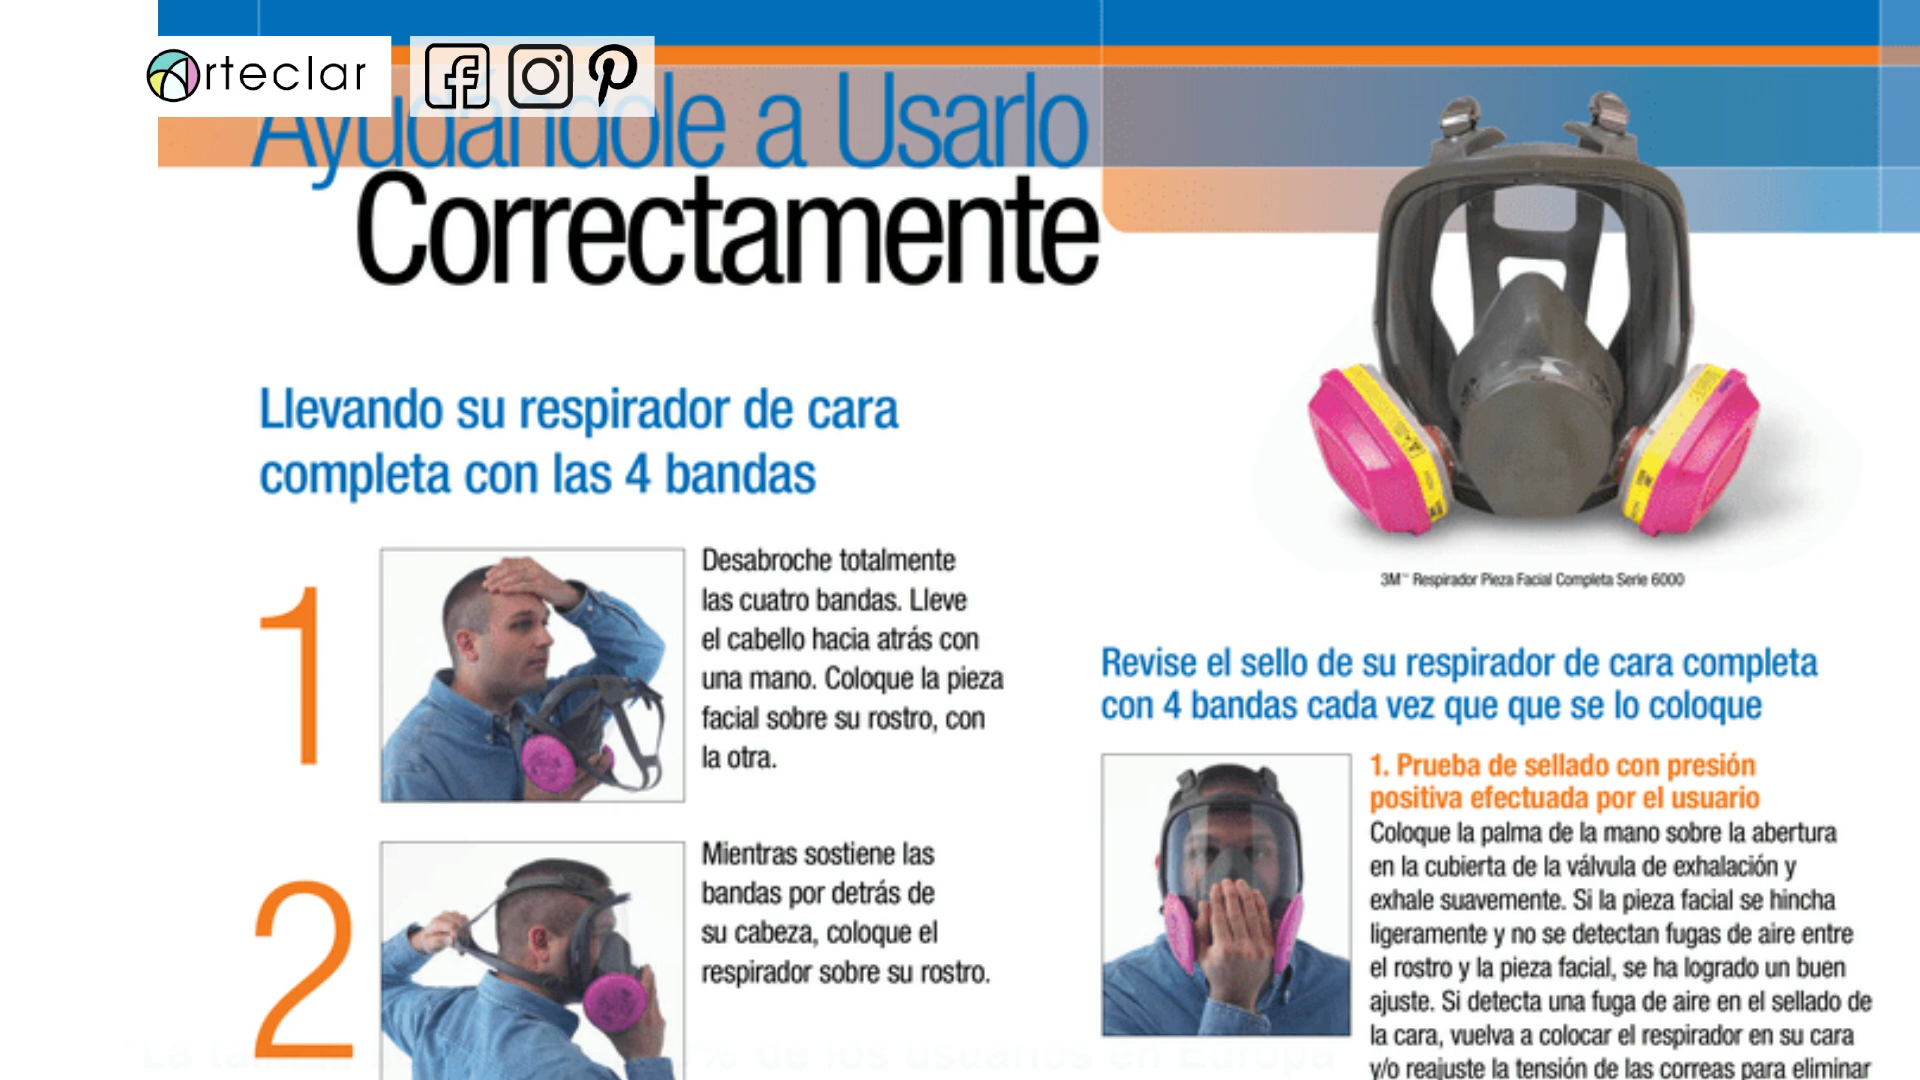 Arteclar
Ayudándole a Usarlo
Correctamente
Llevando su respirador de cara
completa con las 4 bandas
1
Desabroche totalmente
las cuatro bandas. Lleve
el cabello hacia atrás con
una mano. Coloque la pieza
facial sobre su rostro, con
la otra.
2
Mientras sostiene las
bandas por detrás de
su cabeza, coloque el
respirador sobre su rostro.
3M™ Respirador Pieza Facial Completa Serie 6000
Revise el sello de su respirador de cara completa
con 4 bandas cada vez que que se lo coloque
1. Prueba de sellado con presión
positiva efectuada por el usuario
Coloque la palma de la mano sobre la abertura
en la cubierta de la válvula de exhalación y
exhale suavemente. Si la pieza facial se hincha
ligeramente y no se detectan fugas de aire entre
el rostro y la pieza facial, se ha logrado un buen
ajuste. Si detecta una fuga de aire en el sellado de
la cara, vuelva a colocar el respirador en su cara
y/o reajuste la tensión de las correas para eliminar
% de los usuarios en Europa